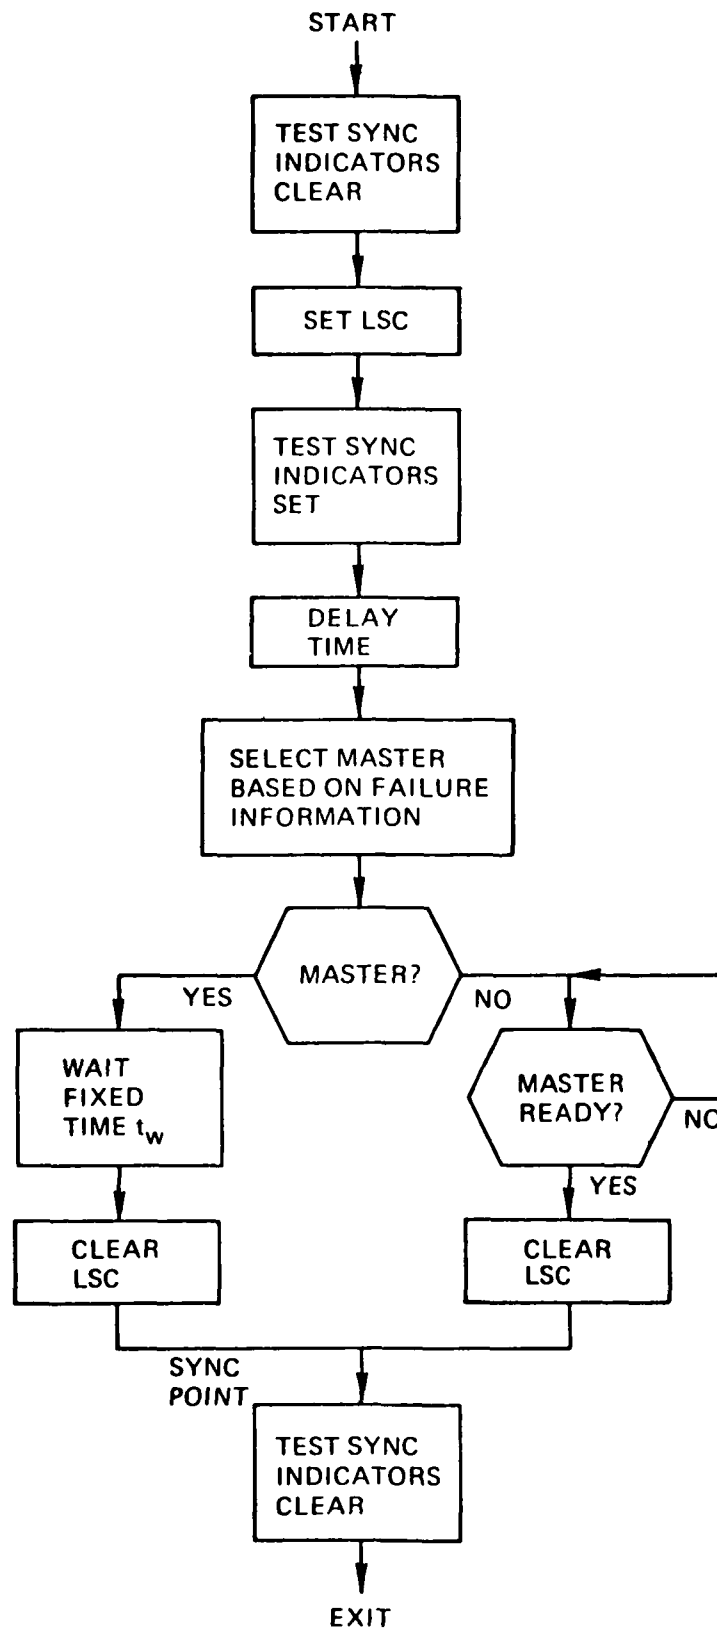 START
TEST SYNC
INDICATORS
CLEAR
SET LSC
TEST SYNC
INDICATORS
SET
DELAY
TIME
SELECT MASTER
BASED ON FAILURE
INFORMATION
MASTER?
YES
NO
WAIT
FIXED
TIME tw
MASTER
READY?
NO
YES
CLEAR
LSC
CLEAR
LSC
SYNC
POINT
TEST SYNC
INDICATORS
CLEAR
EXIT